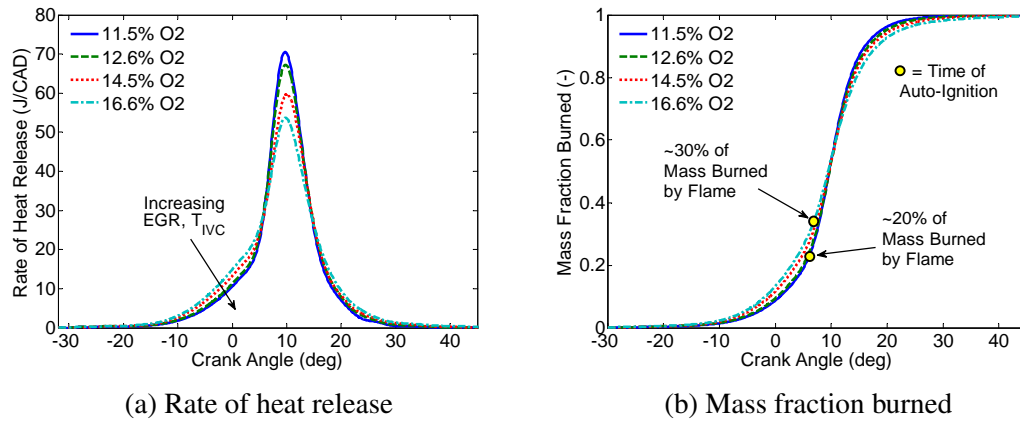 80
70
60
50
40
30
20
10
0
-30
-20
-10
0
10
20
30
40
Rate of Heat Release (J/CAD)
Crank Angle (deg)
11.5% O2
12.6% O2
14.5% O2
16.6% O2
Increasing
EGR, TIVC
(a) Rate of heat release
1
0.8
0.6
0.4
0.2
0
-30
-20
-10
0
10
20
30
40
Mass Fraction Burned (-)
Crank Angle (deg)
11.5% O2
12.6% O2
14.5% O2
16.6% O2
= Time of
Auto-Ignition
~30% of
Mass Burned
by Flame
~20% of
Mass Burned
by Flame
(b) Mass fraction burned